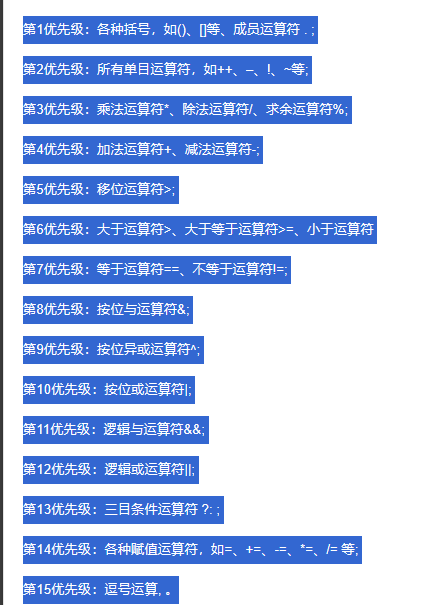 第1优先级：各种括号，如()、[]等、成员运算符 . ;
第2优先级：所有单目运算符，如++、–、!、~等;
第3优先级：乘法运算符*、除法运算符/、求余运算符%;
第4优先级：加法运算符+、减法运算符-;
第5优先级：移位运算符>;
第6优先级：大于运算符>、大于等于运算符>=、小于运算符
第7优先级：等于运算符==、不等于运算符!=;
第8优先级：按位与运算符&;
第9优先级：按位异或运算符^;
第10优先级：按位或运算符|;
第11优先级：逻辑与运算符&&;
第12优先级：逻辑或运算符||;
第13优先级：三目条件运算符 ?: ;
第14优先级：各种赋值运算符，如=、+=、-=、*=、/= 等;
第15优先级：逗号运算, 。